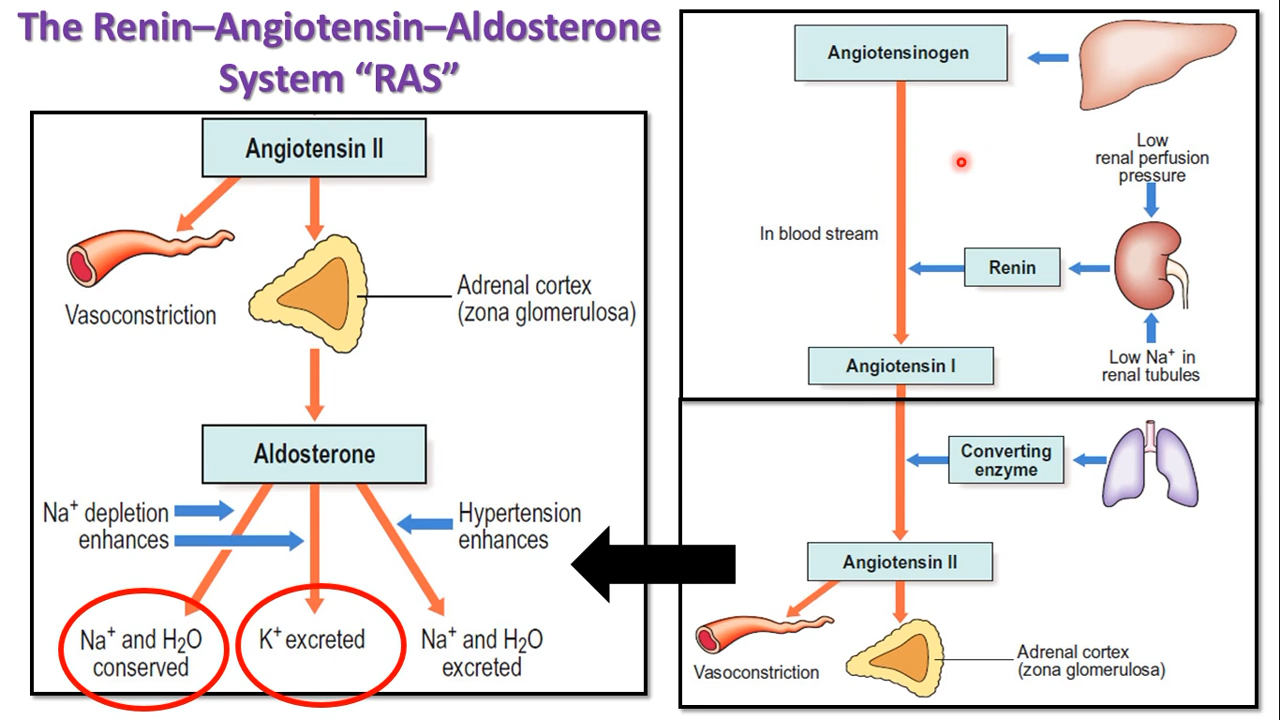 The Renin–Angiotensin–Aldosterone
System “RAS”
Angiotensin II
Vasoconstriction
Adrenal cortex
(zona glomerulosa)
Aldosterone
Na⁺ depletion
enhances
Hypertension
enhances
Na⁺ and H₂O
conserved
K⁺ excreted
Na⁺ and H₂O
excreted
Angiotensinogen
Low
renal perfusion
pressure
In blood stream
Renin
Angiotensin I
Low Na⁺ in
renal tubules
Converting
enzyme
Angiotensin II
Vasoconstriction
Adrenal cortex
(zona glomerulosa)